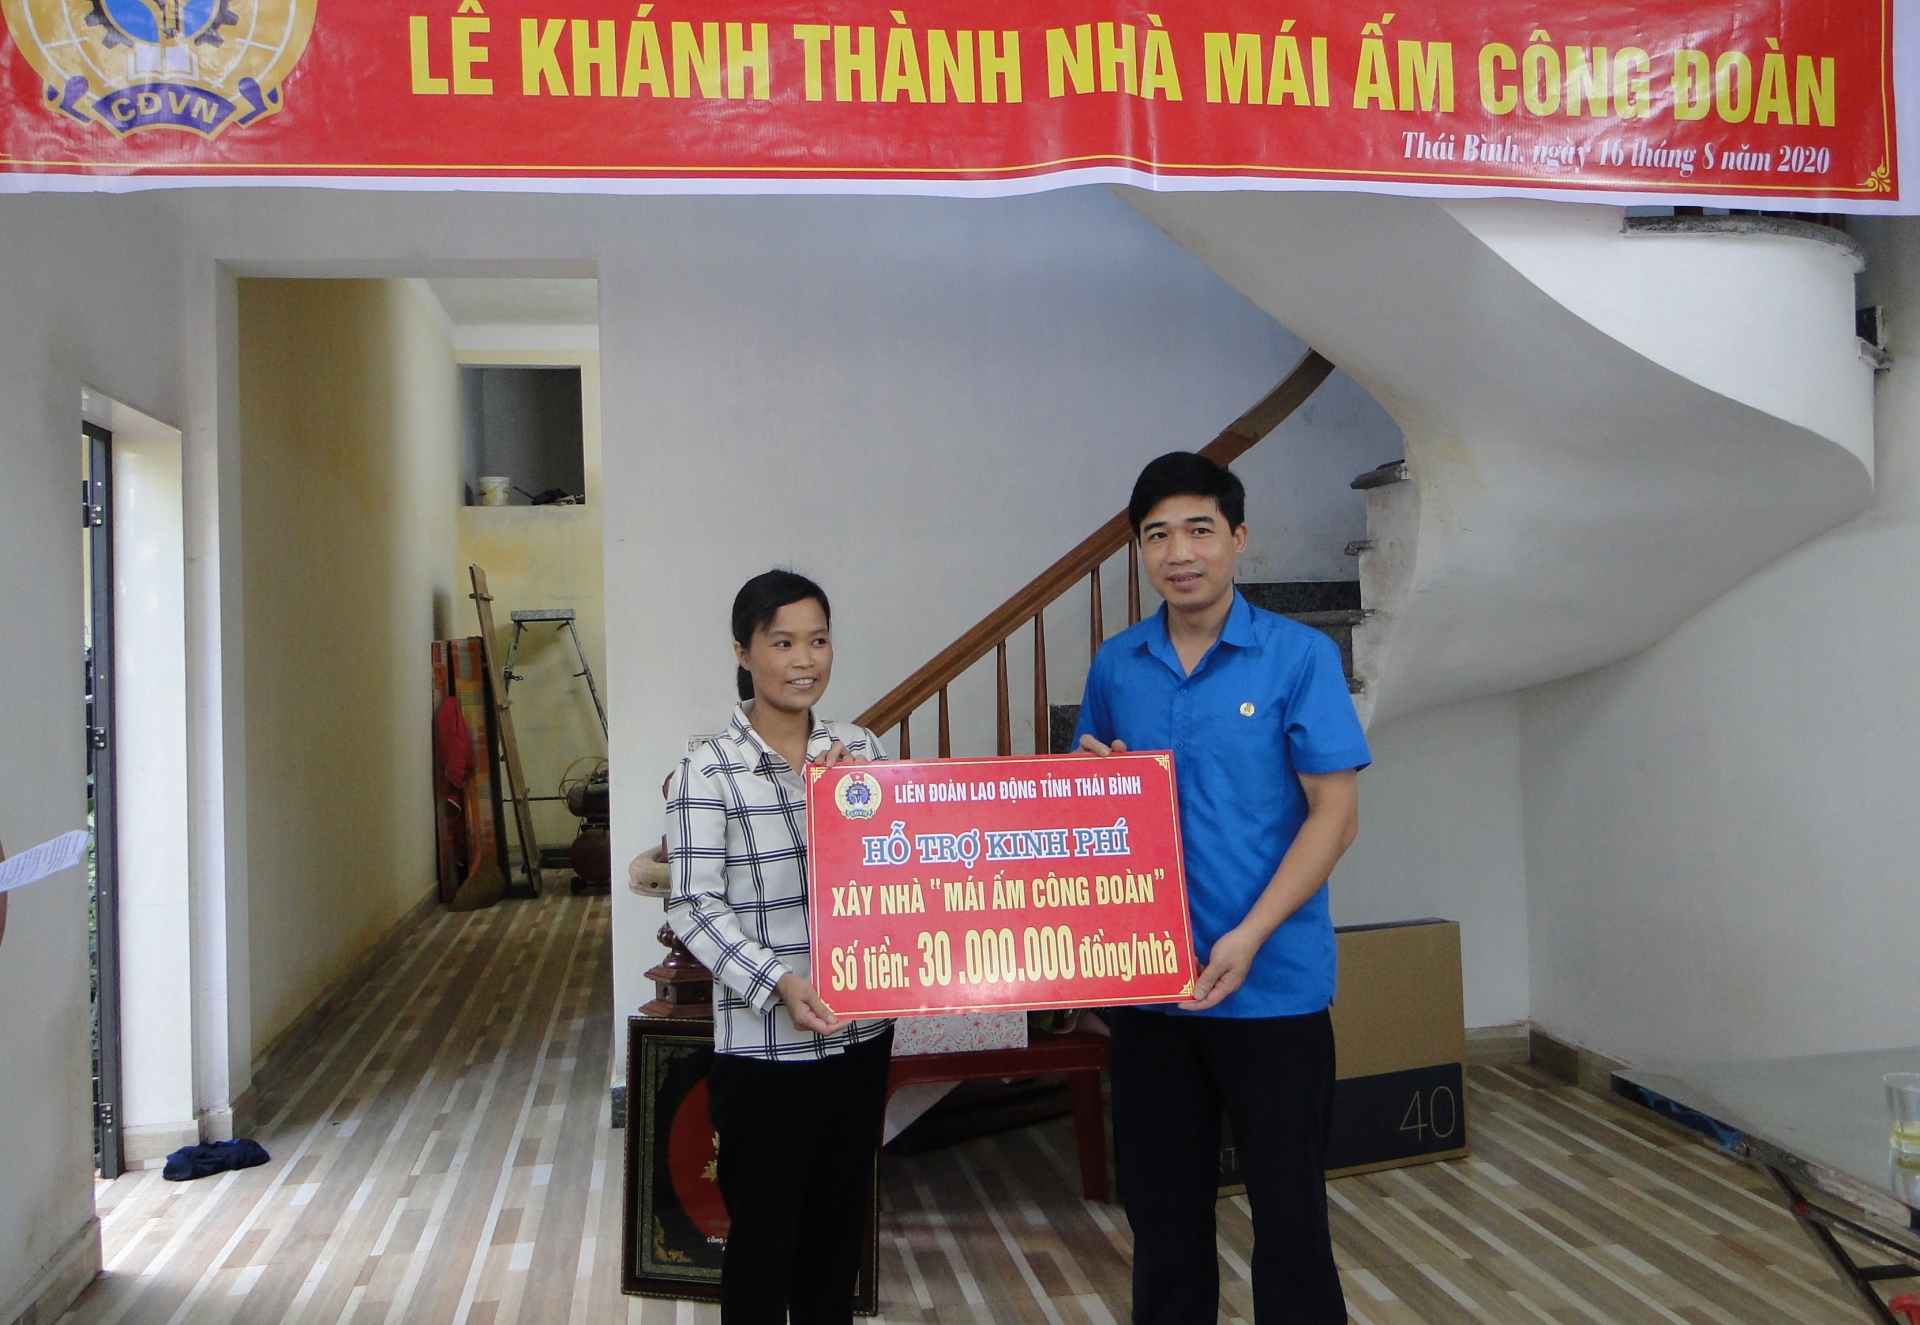 LỄ KHÁNH THÀNH NHÀ MÁI ẤM CÔNG ĐOÀN
CĐVN
Thái Bình, ngày 16 tháng 8 năm 2020
LIÊN ĐOÀN LAO ĐỘNG TỈNH THÁI BÌNH
CĐVN
HỖ TRỢ KINH PHÍ
XÂY NHÀ "MÁI ẤM CÔNG ĐOÀN"
Số tiền: 30.000.000 đồng/nhà
40